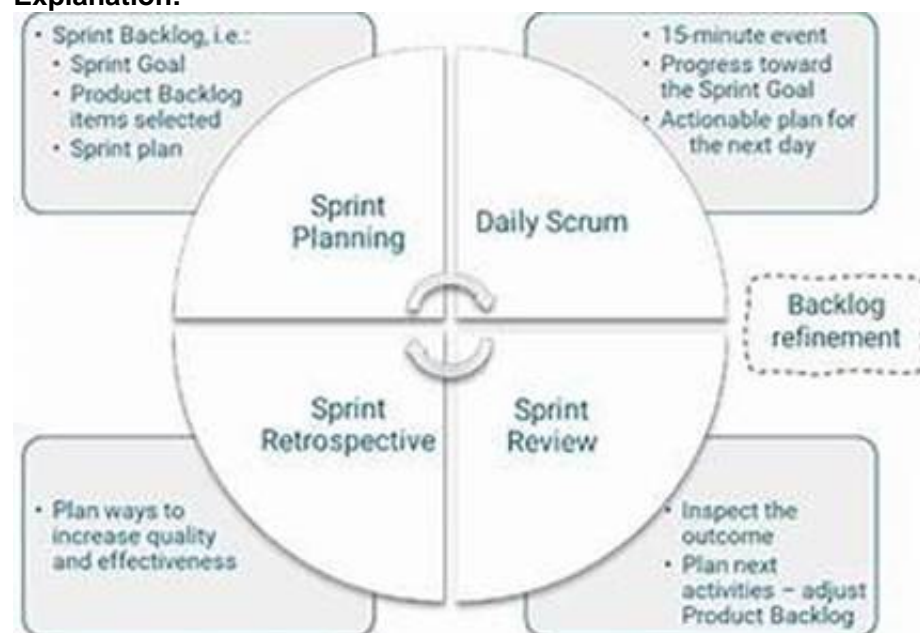 Explanation:
• Sprint Backlog, i.e.:
• Sprint Goal
• Product Backlog
items selected
• Sprint plan
• 15-minute event
• Progress toward
the Sprint Goal
• Actionable plan for
the next day
Sprint
Planning
Daily Scrum
Backlog
refinement
Sprint
Retrospective
Sprint
Review
• Plan ways to
increase quality
and effectiveness
• Inspect the
outcome
• Plan next
activities – adjust
Product Backlog